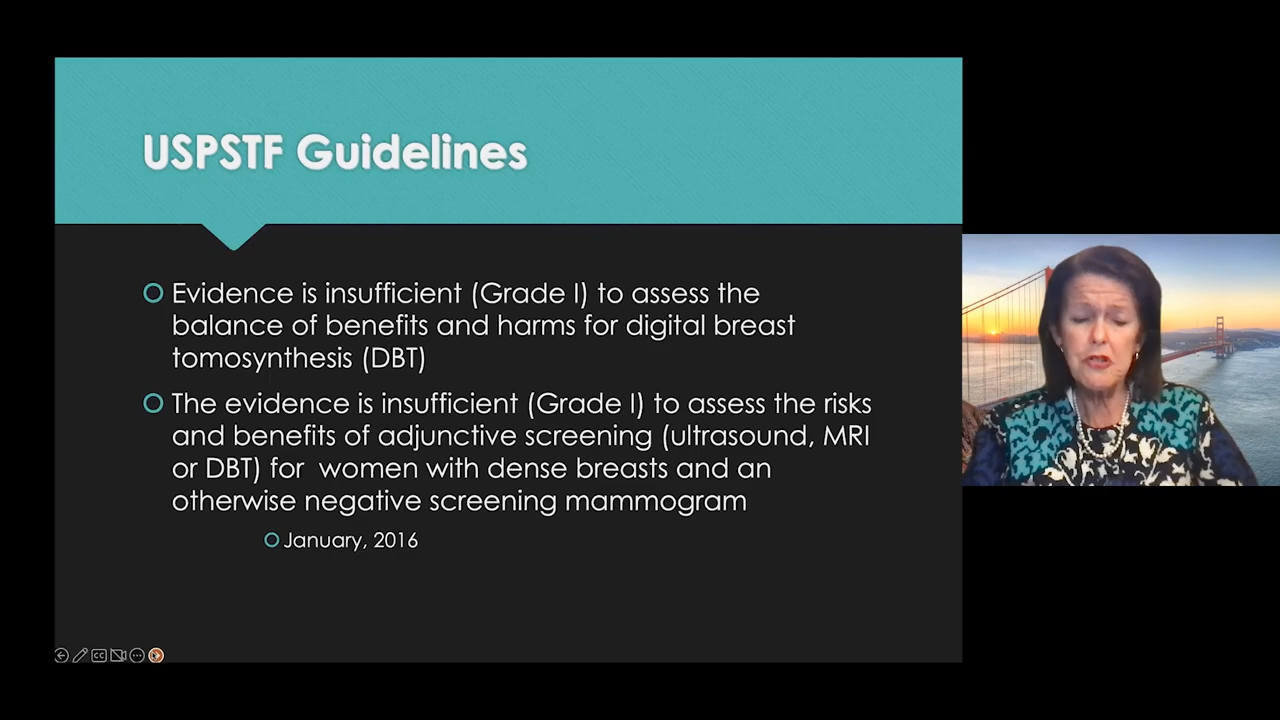 USPSTF Guidelines
Evidence is insufficient (Grade I) to assess the
balance of benefits and harms for digital breast
tomosynthesis (DBT)
The evidence is insufficient (Grade I) to assess the risks
and benefits of adjunctive screening (ultrasound, MRI
or DBT) for women with dense breasts and an
otherwise negative screening mammogram
January, 2016
CC